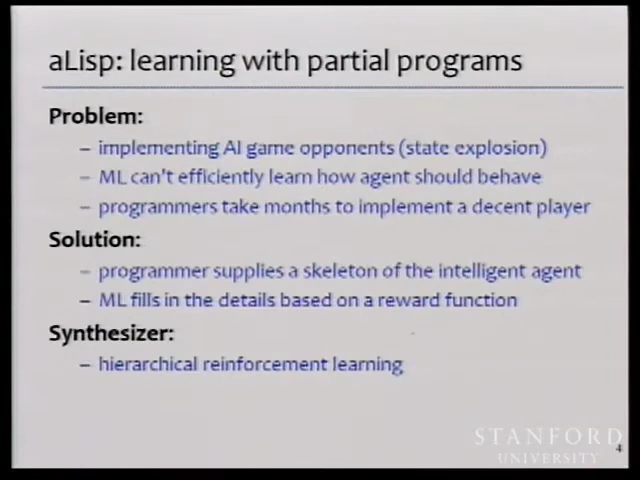 aLisp: learning with partial programs
Problem:
– implementing AI game opponents (state explosion)
– ML can't efficiently learn how agent should behave
– programmers take months to implement a decent player
Solution:
– programmer supplies a skeleton of the intelligent agent
– ML fills in the details based on a reward function
Synthesizer:
– hierarchical reinforcement learning
STANFORD
UNIVERSITY
4